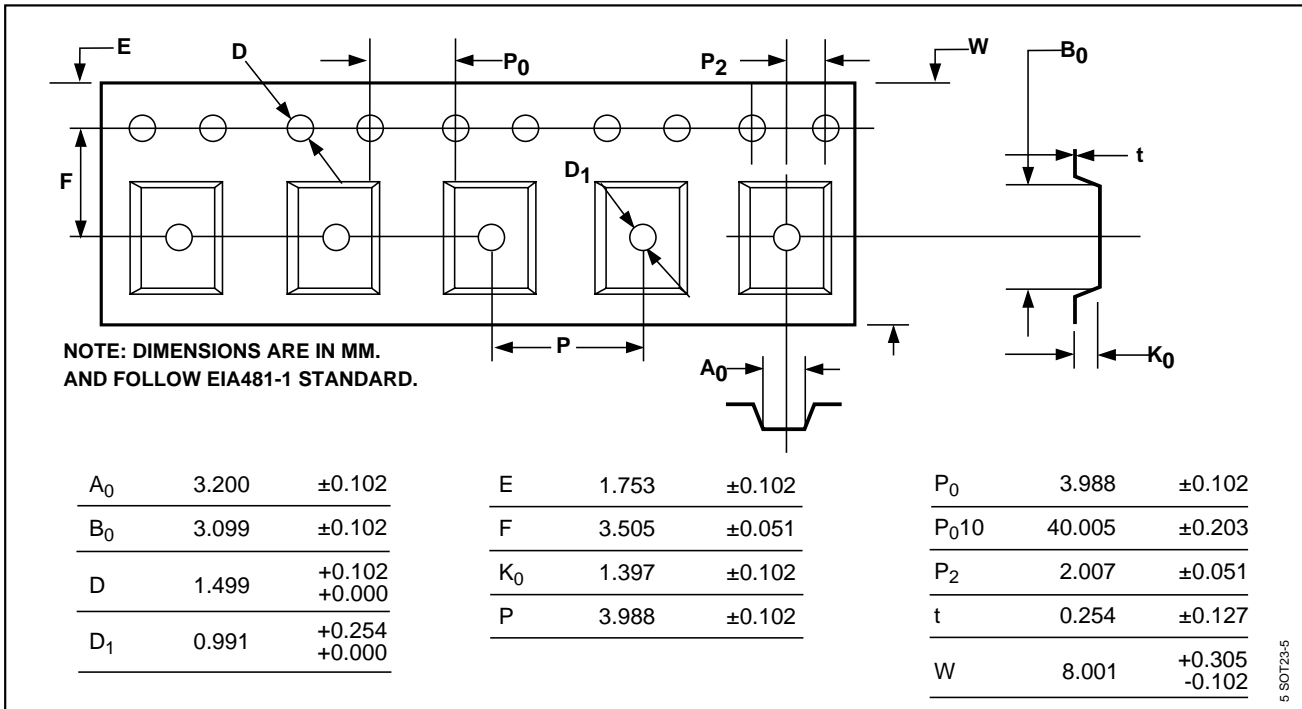 E
D
P0
P2
W
B0
F
D1
t
NOTE: DIMENSIONS ARE IN MM.
AND FOLLOW EIA481-1 STANDARD.
P
A0
K0
A0 3.200 ±0.102
B0 3.099 ±0.102
D 1.499 +0.102
+0.000
D1 0.991 +0.254
+0.000
E 1.753 ±0.102
F 3.505 ±0.051
K0 1.397 ±0.102
P 3.988 ±0.102
P0 3.988 ±0.102
P010 40.005 ±0.203
P2 2.007 ±0.051
t 0.254 ±0.127
W 8.001 +0.305
-0.102
5 SOT23-5